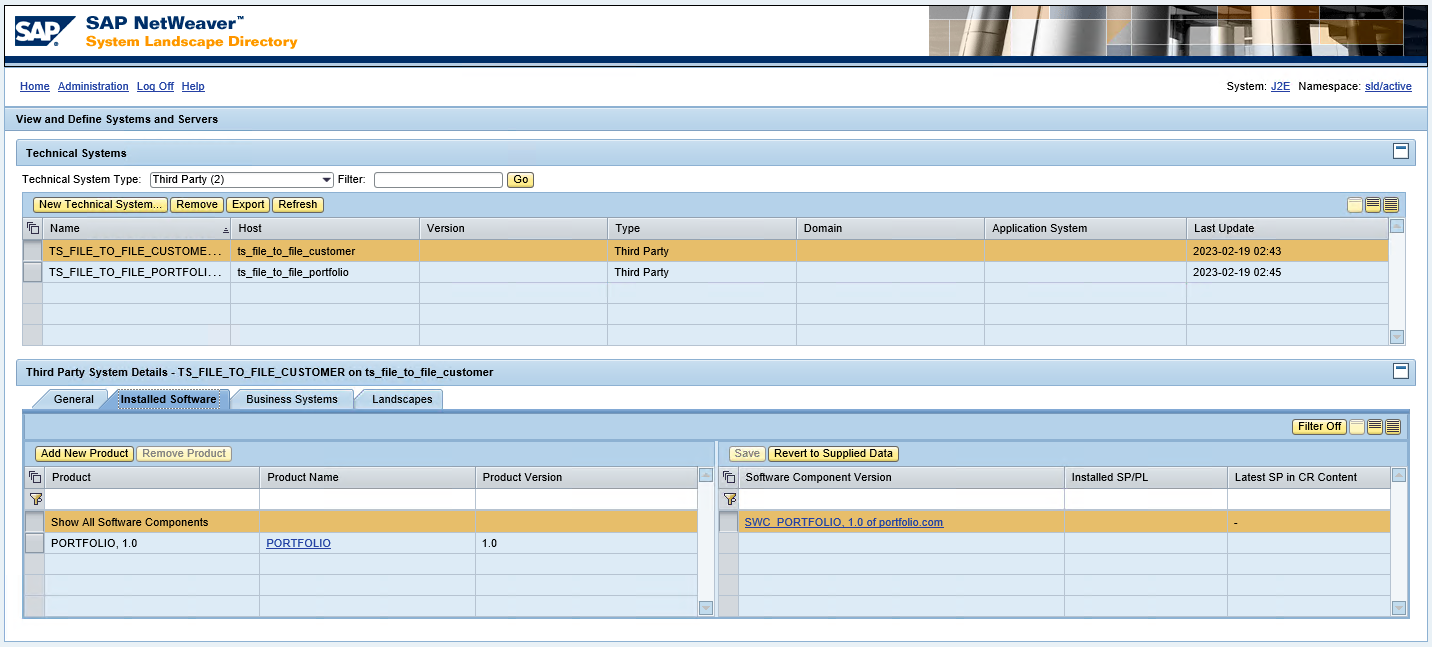 SAP SAP NetWeaver™
System Landscape Directory
Home Administration Log Off Help System: J2E Namespace: sld/active
View and Define Systems and Servers
Technical Systems
Technical System Type: Third Party (2) Filter: Go
New Technical System... Remove Export Refresh
Name Host Version Type Domain Application System Last Update
TS_FILE_TO_FILE_CUSTOME... ts_file_to_file_customer Third Party 2023-02-19 02:43
TS_FILE_TO_FILE_PORTFOLI... ts_file_to_file_portfolio Third Party 2023-02-19 02:45
Third Party System Details - TS_FILE_TO_FILE_CUSTOMER on ts_file_to_file_customer
General Installed Software Business Systems Landscapes
Filter Off
Add New Product Remove Product Save Revert to Supplied Data
Product Product Name Product Version Software Component Version Installed SP/PL Latest SP in CR Content
Show All Software Components SWC_PORTFOLIO, 1.0 of portfolio.com -
PORTFOLIO, 1.0 PORTFOLIO 1.0